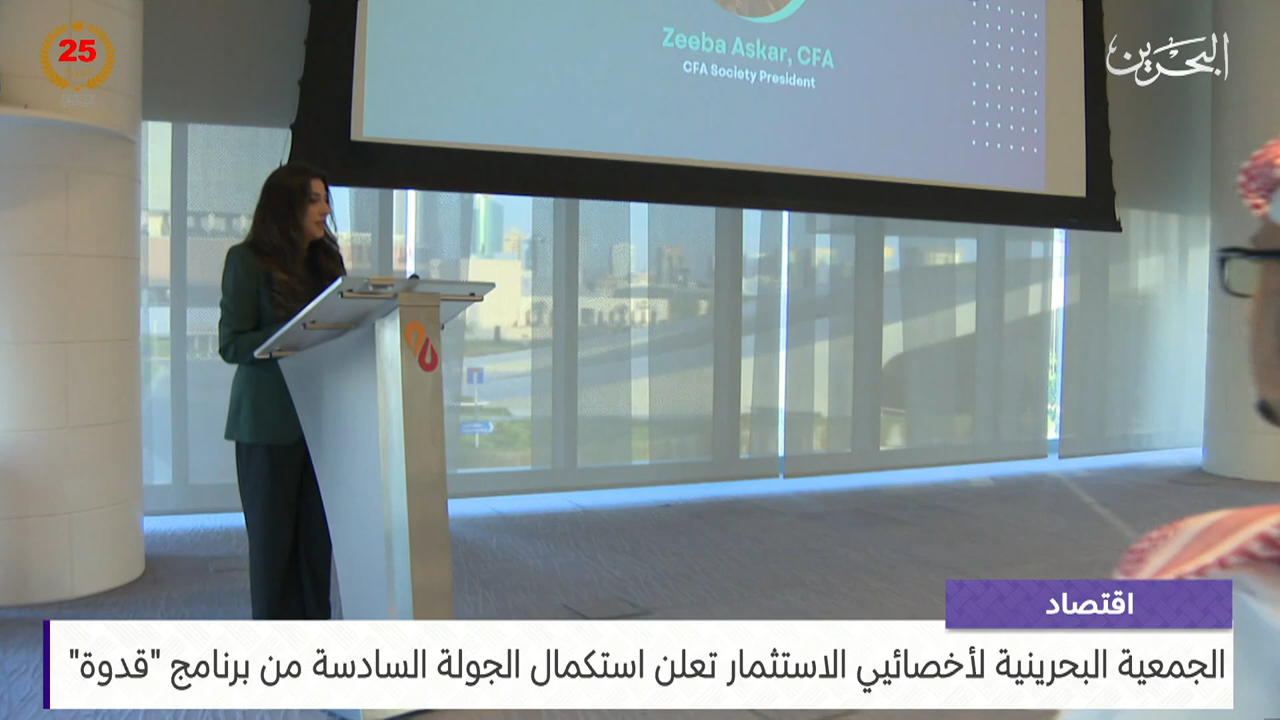 25
Zeeba Askar, CFA
CFA Society President
البحرين
اقتصاد
الجمعية البحرينية لأخصائيي الاستثمار تعلن استكمال الجولة السادسة من برنامج "قدوة"